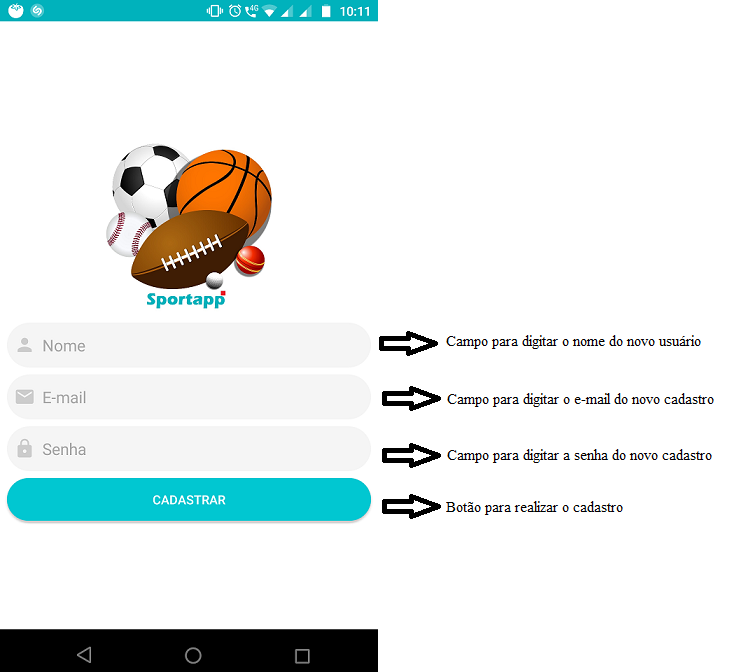 4G 10:11
Sportapp
Nome
Campo para digitar o nome do novo usuário
E-mail
Campo para digitar o e-mail do novo cadastro
Senha
Campo para digitar a senha do novo cadastro
CADASTRAR
Botão para realizar o cadastro